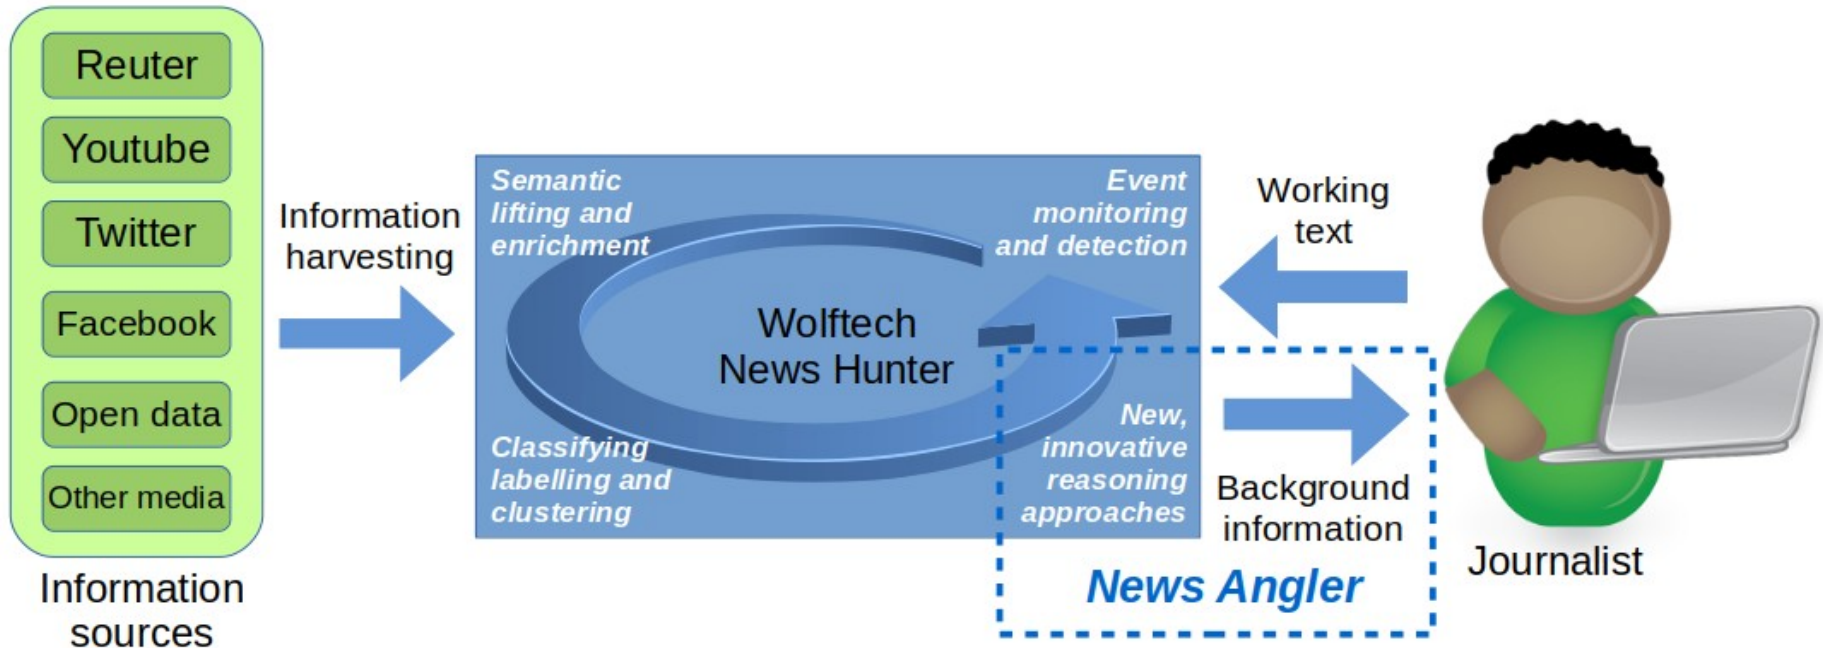 Reuter
Youtube
Twitter
Facebook
Open data
Other media
Information
sources
Information
harvesting
Semantic
lifting and
enrichment
Event
monitoring
and detection
Wolftech
News Hunter
Classifying
labelling and
clustering
New,
innovative
reasoning
approaches
Working
text
Background
information
News Angler
Journalist